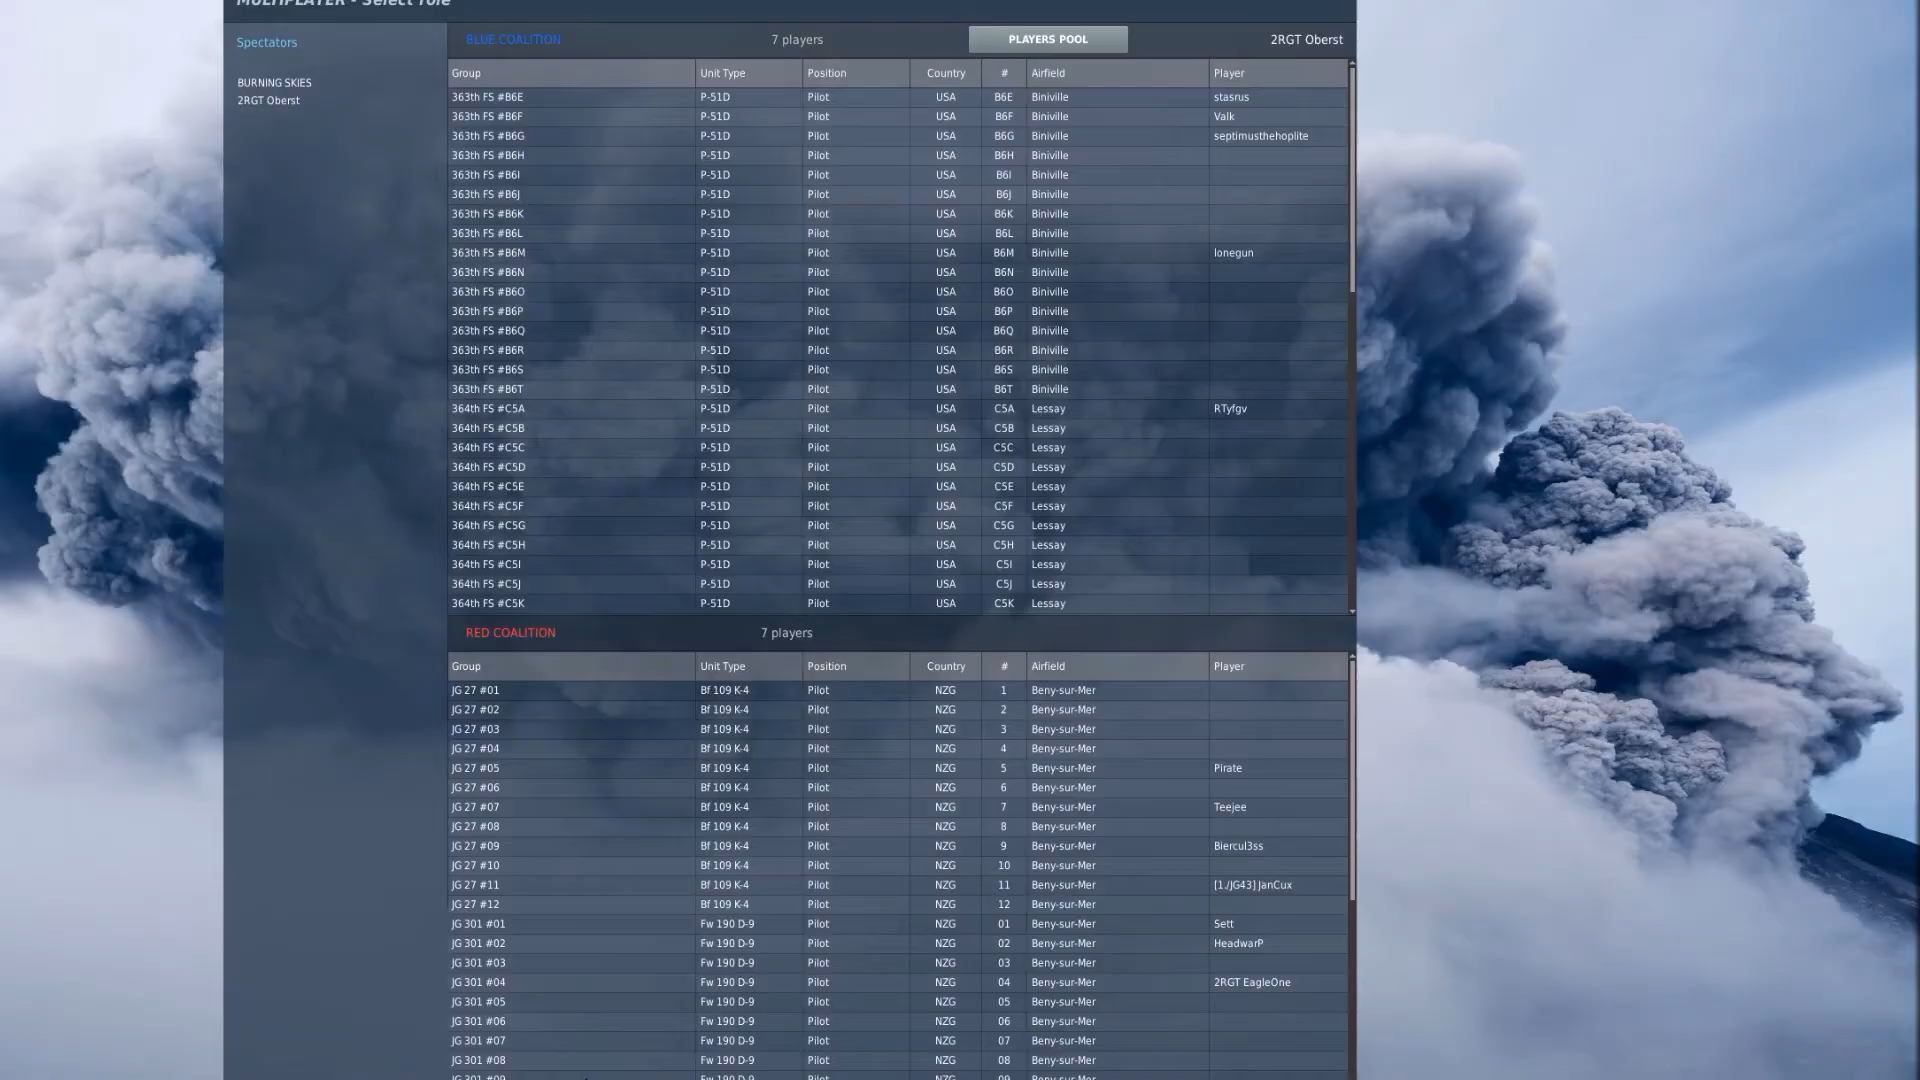 MULTIPLAYER - Select role
Spectators
BURNING SKIES
2RGT Oberst
BLUE COALITION 7 players PLAYERS POOL 2RGT Oberst
Group Unit Type Position Country # Airfield Player
363th FS #B6E P-51D Pilot USA B6E Biniville stasrus
363th FS #B6F P-51D Pilot USA B6F Biniville Valk
363th FS #B6G P-51D Pilot USA B6G Biniville septimusthehoplite
363th FS #B6H P-51D Pilot USA B6H Biniville
363th FS #B6I P-51D Pilot USA B6I Biniville
363th FS #B6J P-51D Pilot USA B6J Biniville
363th FS #B6K P-51D Pilot USA B6K Biniville
363th FS #B6L P-51D Pilot USA B6L Biniville
363th FS #B6M P-51D Pilot USA B6M Biniville lonegun
363th FS #B6N P-51D Pilot USA B6N Biniville
363th FS #B6O P-51D Pilot USA B6O Biniville
363th FS #B6P P-51D Pilot USA B6P Biniville
363th FS #B6Q P-51D Pilot USA B6Q Biniville
363th FS #B6R P-51D Pilot USA B6R Biniville
363th FS #B6S P-51D Pilot USA B6S Biniville
363th FS #B6T P-51D Pilot USA B6T Biniville
364th FS #C5A P-51D Pilot USA C5A Lessay RTyfgv
364th FS #C5B P-51D Pilot USA C5B Lessay
364th FS #C5C P-51D Pilot USA C5C Lessay
364th FS #C5D P-51D Pilot USA C5D Lessay
364th FS #C5E P-51D Pilot USA C5E Lessay
364th FS #C5F P-51D Pilot USA C5F Lessay
364th FS #C5G P-51D Pilot USA C5G Lessay
364th FS #C5H P-51D Pilot USA C5H Lessay
364th FS #C5I P-51D Pilot USA C5I Lessay
364th FS #C5J P-51D Pilot USA C5J Lessay
364th FS #C5K P-51D Pilot USA C5K Lessay
RED COALITION 7 players
Group Unit Type Position Country # Airfield Player
JG 27 #01 Bf 109 K-4 Pilot NZG 1 Beny-sur-Mer
JG 27 #02 Bf 109 K-4 Pilot NZG 2 Beny-sur-Mer
JG 27 #03 Bf 109 K-4 Pilot NZG 3 Beny-sur-Mer
JG 27 #04 Bf 109 K-4 Pilot NZG 4 Beny-sur-Mer
JG 27 #05 Bf 109 K-4 Pilot NZG 5 Beny-sur-Mer Pirate
JG 27 #06 Bf 109 K-4 Pilot NZG 6 Beny-sur-Mer
JG 27 #07 Bf 109 K-4 Pilot NZG 7 Beny-sur-Mer Teejee
JG 27 #08 Bf 109 K-4 Pilot NZG 8 Beny-sur-Mer
JG 27 #09 Bf 109 K-4 Pilot NZG 9 Beny-sur-Mer Biercul3ss
JG 27 #10 Bf 109 K-4 Pilot NZG 10 Beny-sur-Mer
JG 27 #11 Bf 109 K-4 Pilot NZG 11 Beny-sur-Mer [1./JG43] JanCux
JG 27 #12 Bf 109 K-4 Pilot NZG 12 Beny-sur-Mer
JG 301 #01 Fw 190 D-9 Pilot NZG 01 Beny-sur-Mer Sett
JG 301 #02 Fw 190 D-9 Pilot NZG 02 Beny-sur-Mer HeadwarP
JG 301 #03 Fw 190 D-9 Pilot NZG 03 Beny-sur-Mer
JG 301 #04 Fw 190 D-9 Pilot NZG 04 Beny-sur-Mer 2RGT EagleOne
JG 301 #05 Fw 190 D-9 Pilot NZG 05 Beny-sur-Mer
JG 301 #06 Fw 190 D-9 Pilot NZG 06 Beny-sur-Mer
JG 301 #07 Fw 190 D-9 Pilot NZG 07 Beny-sur-Mer
JG 301 #08 Fw 190 D-9 Pilot NZG 08 Beny-sur-Mer
JG 301 #09 Fw 190 D-9 Pilot NZG 09 Beny-sur-Mer